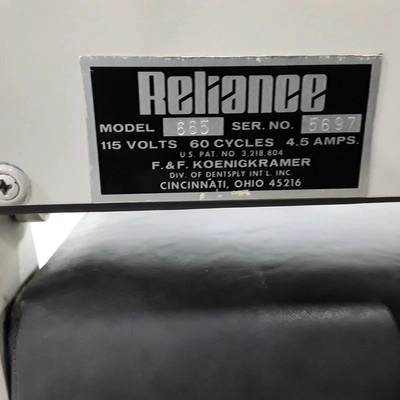 Reliance
MODEL 665 SER. NO. 5697
115 VOLTS 60 CYCLES 4.5 AMPS.
U.S. PAT. NO. 3,218,804
F. & F. KOENIGKRAMER
DIV. OF DENTSPLY INT'L. INC.
CINCINNATI, OHIO 45216